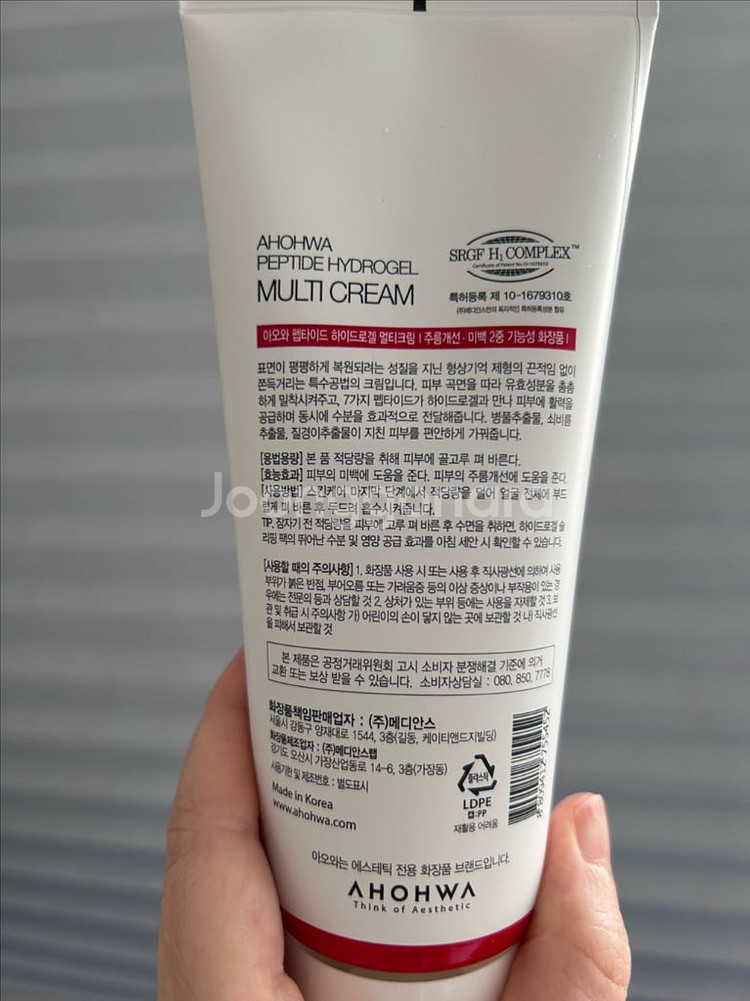 AHOHWA
PEPTIDE HYDROGEL
MULTI CREAM
SRGF H₁ COMPLEX™
Certificate of Patent No.10-1679310
특허등록 제 10-1679310호
(주)메디안스만의 독자적인 특허등록성분 함유
아오와 펩타이드 하이드로겔 멀티크림 | 주름개선 · 미백 2중 기능성 화장품 |
표면이 평평하게 복원되려는 성질을 지닌 형상기억 제형의 끈적임 없이
쫀득거리는 특수공법의 크림입니다. 피부 곡면을 따라 유효성분을 촘촘
하게 밀착시켜주고, 7가지 펩타이드가 하이드로겔과 만나 피부에 활력을
공급하며 동시에 수분을 효과적으로 전달해줍니다. 병풀추출물, 쇠비름
추출물, 질경이추출물이 지친 피부를 편안하게 가꿔줍니다.
[용법용량] 본 품 적당량을 취해 피부에 골고루 펴 바른다.
[효능효과] 피부의 미백에 도움을 준다. 피부의 주름개선에 도움을 준다.
[사용방법] 스킨케어 마지막 단계에서 적당량을 덜어 얼굴 전체에 부드
럽게 펴 바른 후 두드려 흡수시켜줍니다.
TIP. 잠자기 전 적당량을 피부에 고루 펴 바른 후 수면을 취하면, 하이드로겔 슬
리핑 팩의 뛰어난 수분 및 영양 공급 효과를 아침 세안 시 확인할 수 있습니다.
[사용할 때의 주의사항] 1. 화장품 사용 시 또는 사용 후 직사광선에 의하여 사용
부위가 붉은 반점, 부어오름 또는 가려움증 등의 이상 증상이나 부작용이 있는 경
우에는 전문의 등과 상담할 것 2. 상처가 있는 부위 등에는 사용을 자제할 것 3. 보
관 및 취급 시 주의사항 가) 어린이의 손이 닿지 않는 곳에 보관할 것 나) 직사광선
을 피해서 보관할 것
본 제품은 공정거래위원회 고시 소비자 분쟁해결 기준에 의거
교환 또는 보상 받을 수 있습니다. 소비자상담실 : 080. 850. 7778
화장품책임판매업자 : (주)메디안스
서울시 강동구 양재대로 1544, 3층(길동, 케이티앤드지빌딩)
화장품제조업자 : (주)메디안스랩
경기도 오산시 가장산업동로 14-6, 3층(가장동)
사용기한 및 제조번호 : 별도표시
Made in Korea
www.ahohwa.com
플라스틱
LDPE
캡:PP
재활용 어려움
아오와는 에스테틱 전용 화장품 브랜드입니다.
AHOHWA
Think of Aesthetic